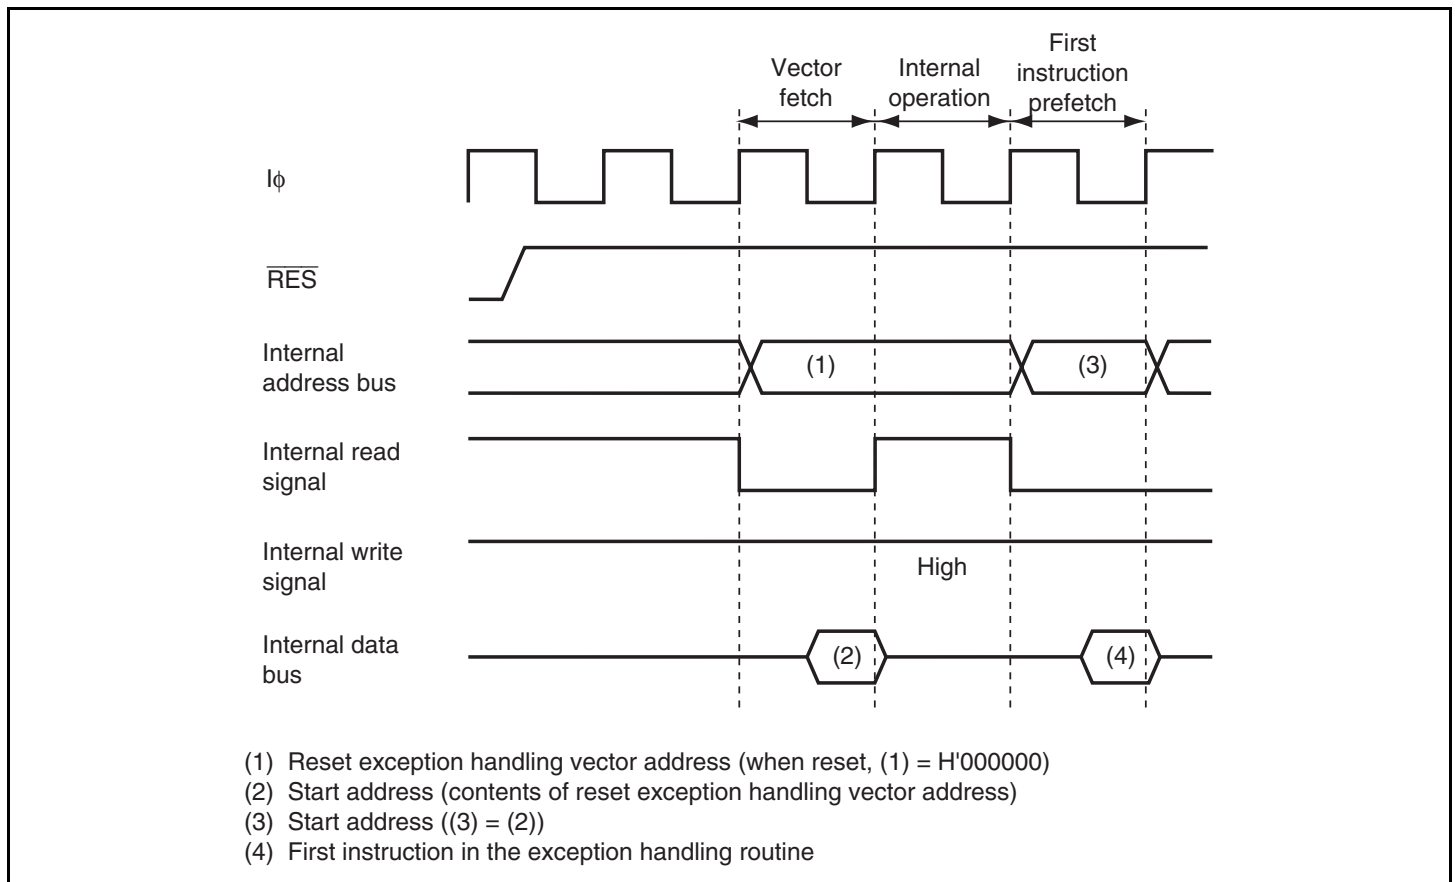 Vector
fetch
Internal
operation
First
instruction
prefetch
Iϕ
R̅E̅S̅
Internal
address bus
(1)
(3)
Internal read
signal
Internal write
signal
High
Internal data
bus
(2)
(4)
(1) Reset exception handling vector address (when reset, (1) = H'000000)
(2) Start address (contents of reset exception handling vector address)
(3) Start address ((3) = (2))
(4) First instruction in the exception handling routine